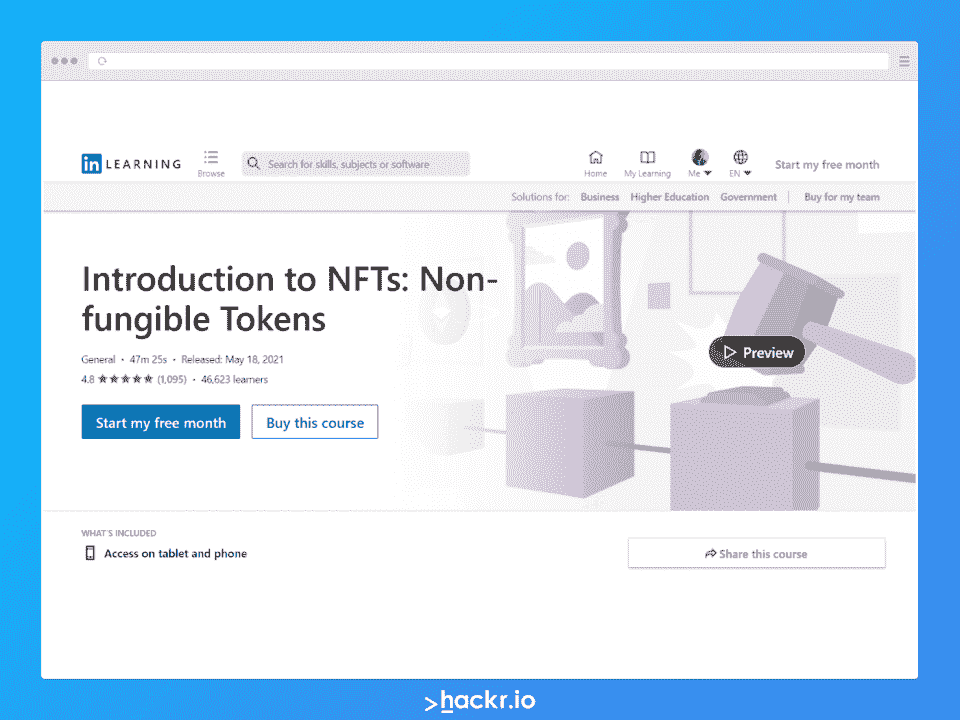 in LEARNING
Browse
Search for skills, subjects or software
Home
My Learning
Me
EN
Start my free month
Solutions for: Business Higher Education Government Buy for my team
Introduction to NFTs: Non-
fungible Tokens
General • 47m 25s • Released: May 18, 2021
4.8 ★★★★★ (1,095) • 46,623 learners
Preview
Start my free month
Buy this course
WHAT'S INCLUDED
Access on tablet and phone
Share this course
>hackr.io